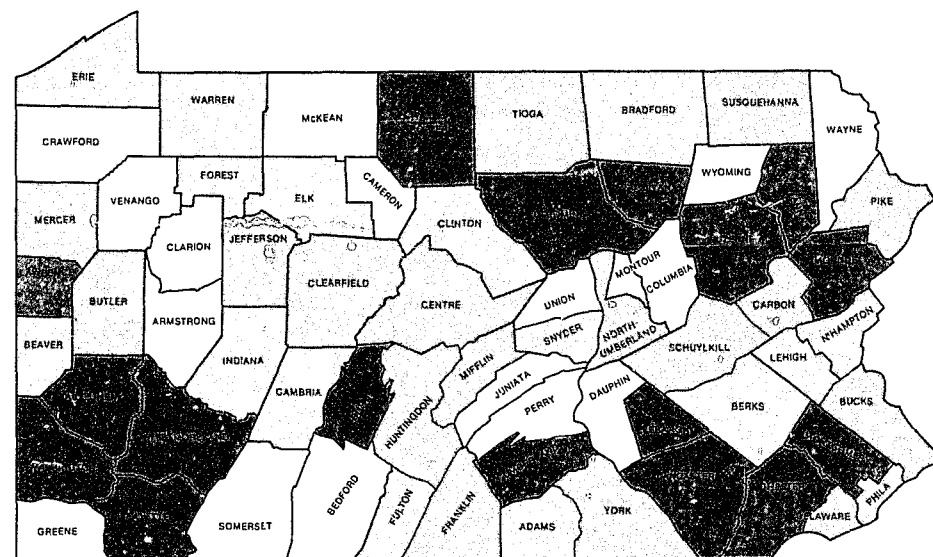 ERIE
WARREN
McKEAN
TIOGA
BRADFORD
SUSQUEHANNA
WAYNE
CRAWFORD
FOREST
ELK
CAMERON
WYOMING
PIKE
MERCER
VENANGO
CLARION
JEFFERSON
CLINTON
CLEARFIELD
CENTRE
UNION
MONTOUR
COLUMBIA
CARBON
BUTLER
ARMSTRONG
SNYDER
NORTH-
UMBERLAND
N'HAMPTON
BEAVER
INDIANA
MIFFLIN
SCHUYLKILL
LEHIGH
CAMBRIA
JUNIATA
DAUPHIN
HUNTINGDON
PERRY
BERKS
BUCKS
GREENE
SOMERSET
BEDFORD
FULTON
FRANKLIN
ADAMS
YORK
LAWARE
PHILA